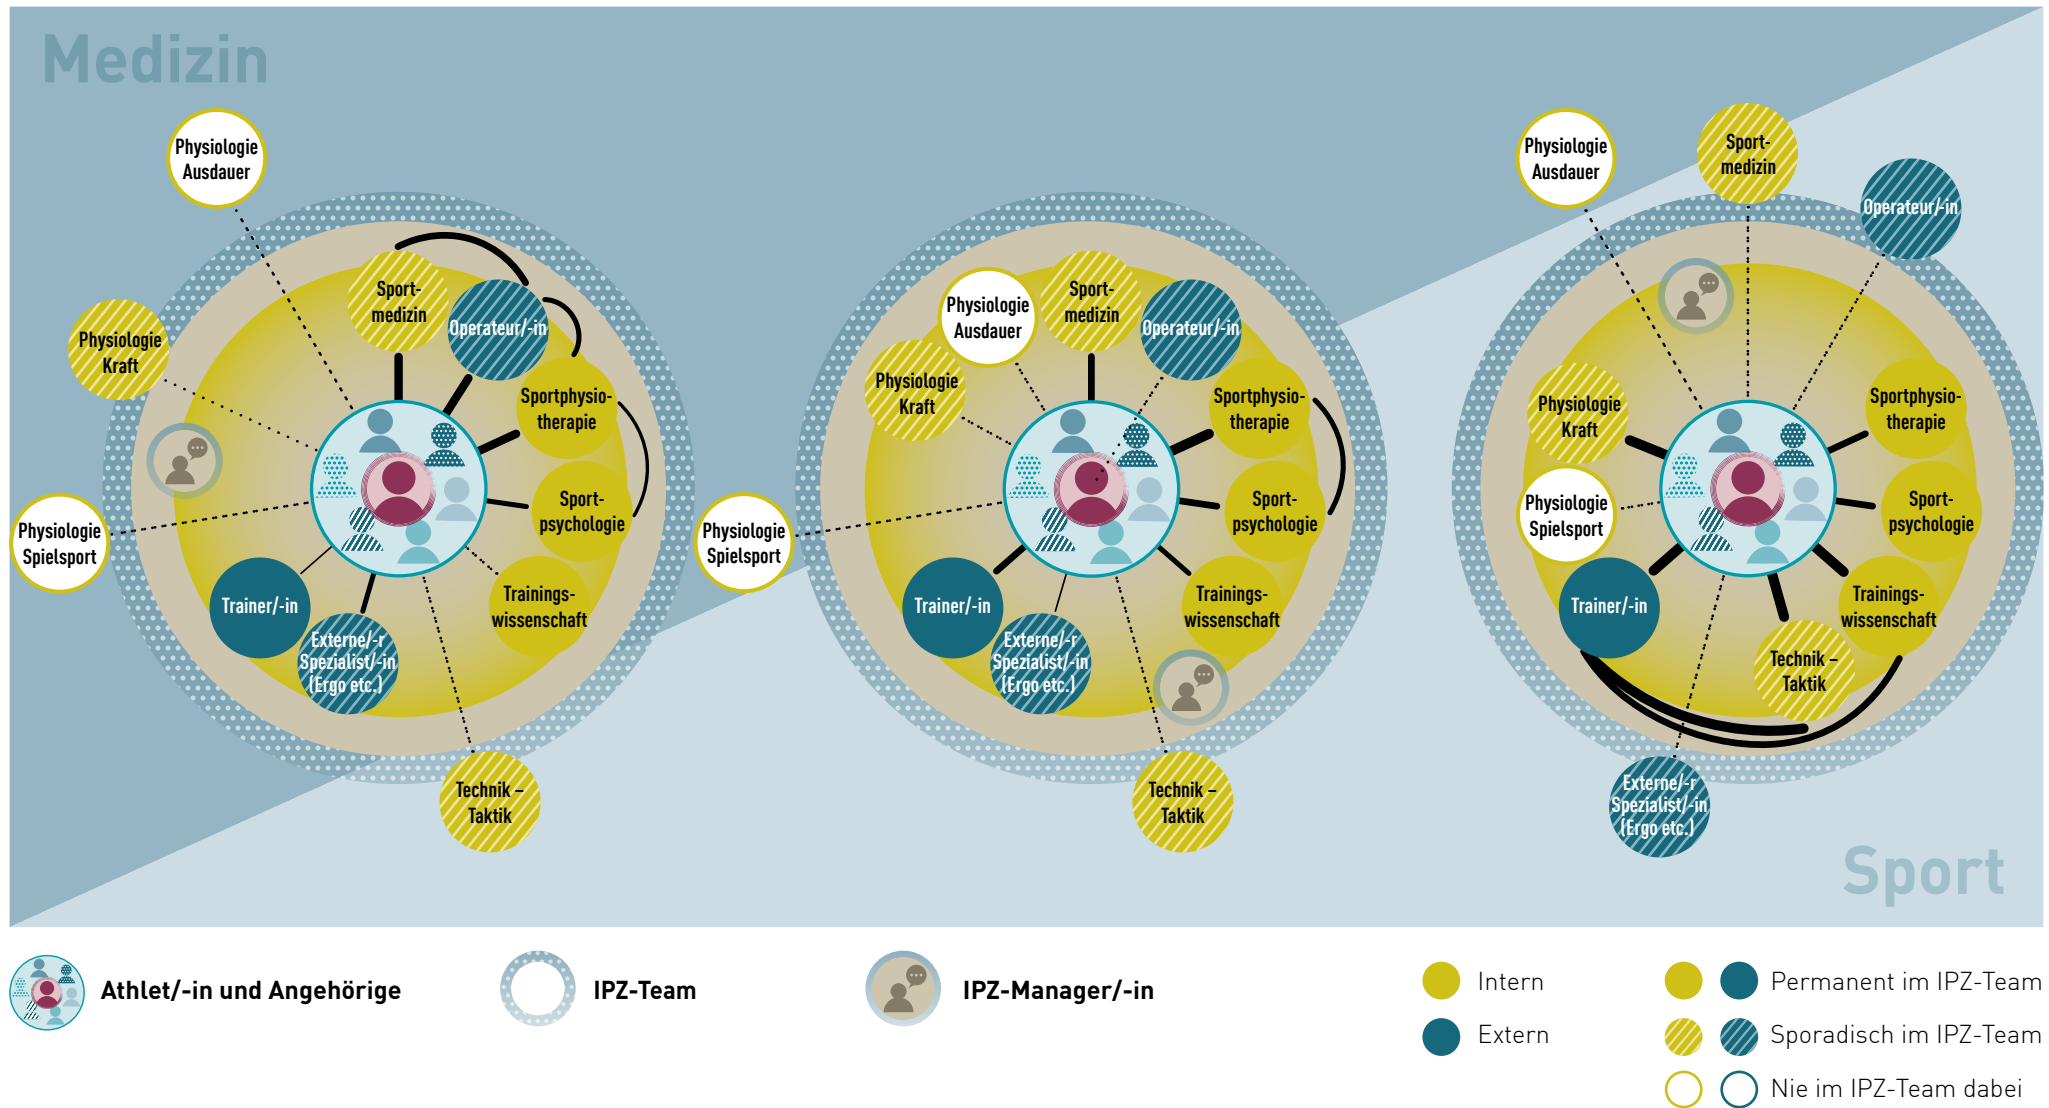 Medizin
Physiologie
Ausdauer
Physiologie
Kraft
Sport-
medizin
Operateur/-in
Sportphysio-
therapie
Sport-
psychologie
Physiologie
Spielsport
Trainings-
wissenschaft
Trainer/-in
Externe/-r
Spezialist/-in
(Ergo etc.)
Technik –
Taktik
Physiologie
Ausdauer
Sport-
medizin
Operateur/-in
Physiologie
Kraft
Sportphysio-
therapie
Sport-
psychologie
Physiologie
Spielsport
Trainings-
wissenschaft
Trainer/-in
Externe/-r
Spezialist/-in
(Ergo etc.)
Technik –
Taktik
Physiologie
Ausdauer
Sport-
medizin
Operateur/-in
Physiologie
Kraft
Sportphysio-
therapie
Physiologie
Spielsport
Sport-
psychologie
Trainer/-in
Trainings-
wissenschaft
Technik –
Taktik
Externe/-r
Spezialist/-in
(Ergo etc.)
Sport
Athlet/-in und Angehörige
IPZ-Team
IPZ-Manager/-in
Intern
Extern
Permanent im IPZ-Team
Sporadisch im IPZ-Team
Nie im IPZ-Team dabei